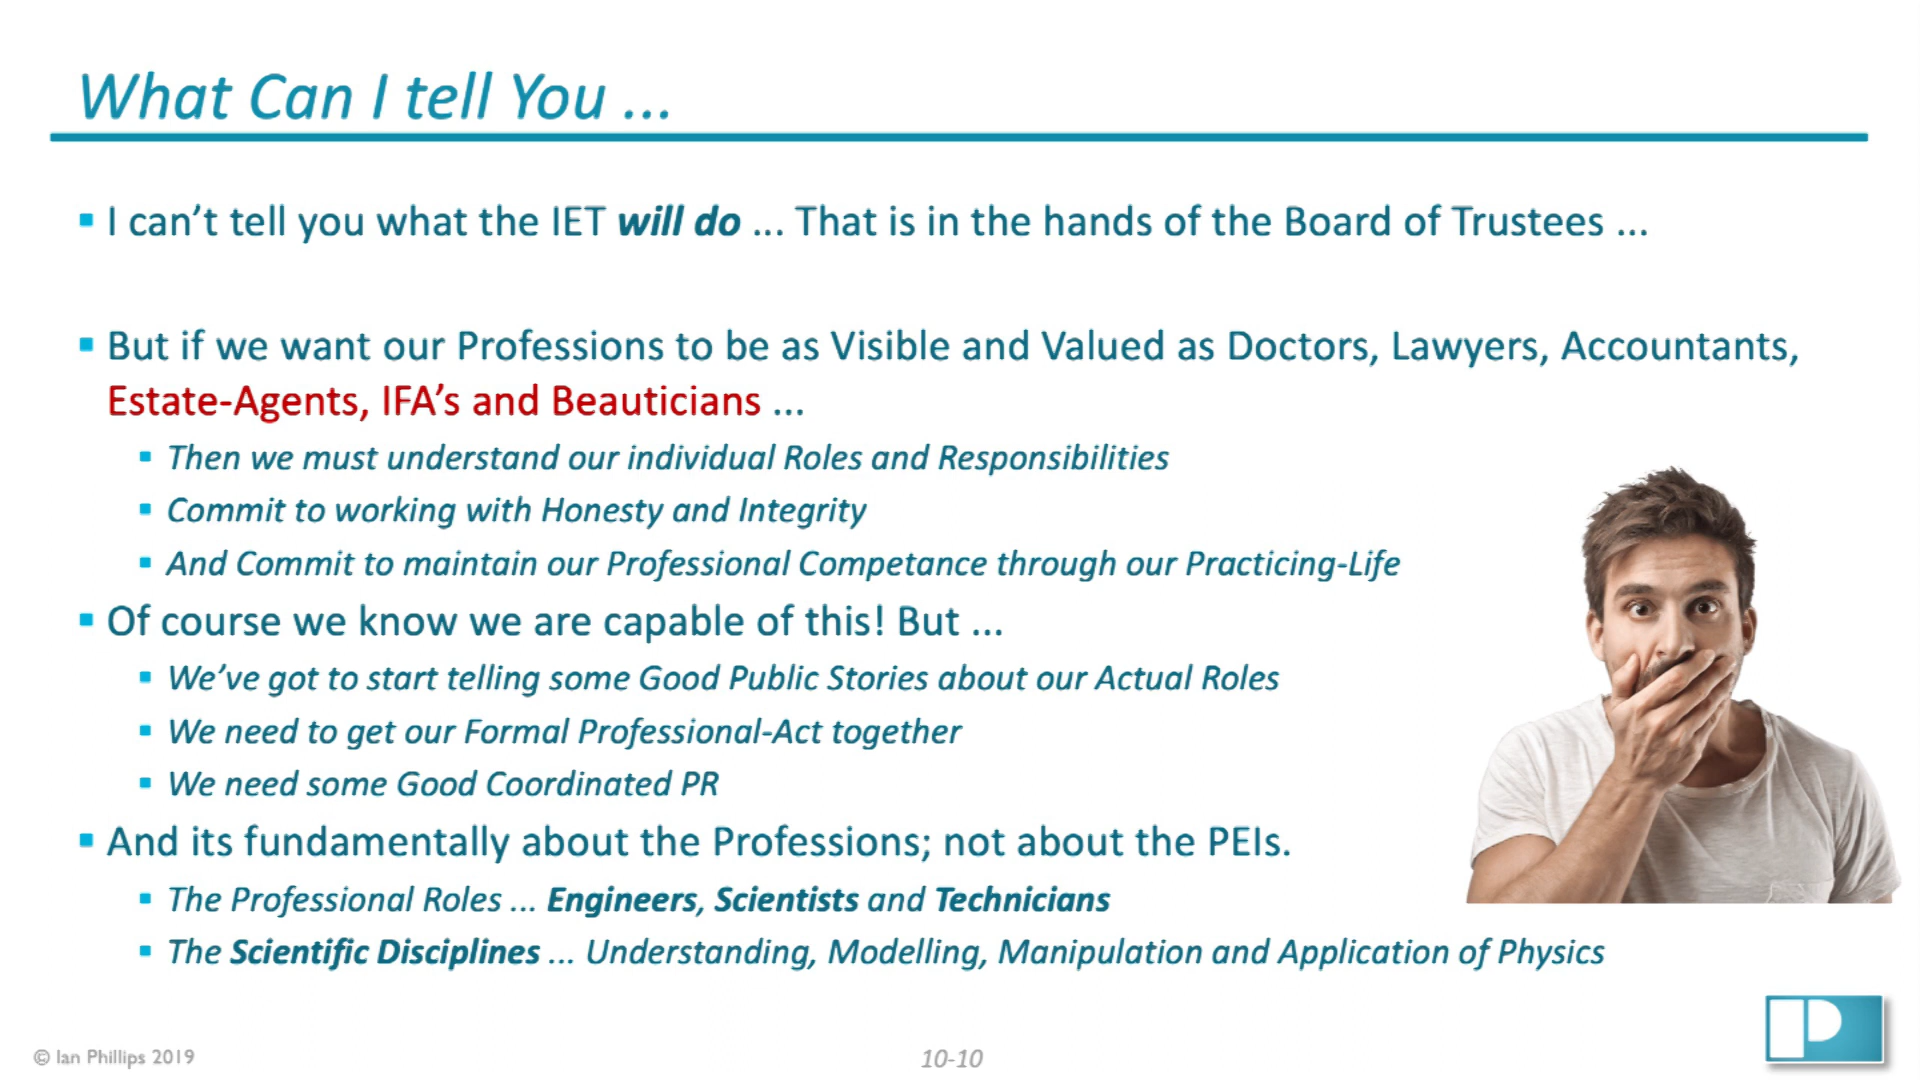 What Can I tell You ...
▪ I can't tell you what the IET will do ... That is in the hands of the Board of Trustees ...
▪ But if we want our Professions to be as Visible and Valued as Doctors, Lawyers, Accountants,
Estate-Agents, IFA's and Beauticians ...
▪ Then we must understand our individual Roles and Responsibilities
▪ Commit to working with Honesty and Integrity
▪ And Commit to maintain our Professional Competance through our Practicing-Life
▪ Of course we know we are capable of this! But ...
▪ We've got to start telling some Good Public Stories about our Actual Roles
▪ We need to get our Formal Professional-Act together
▪ We need some Good Coordinated PR
▪ And its fundamentally about the Professions; not about the PEIs.
▪ The Professional Roles ... Engineers, Scientists and Technicians
▪ The Scientific Disciplines ... Understanding, Modelling, Manipulation and Application of Physics
© Ian Phillips 2019
10-10
P